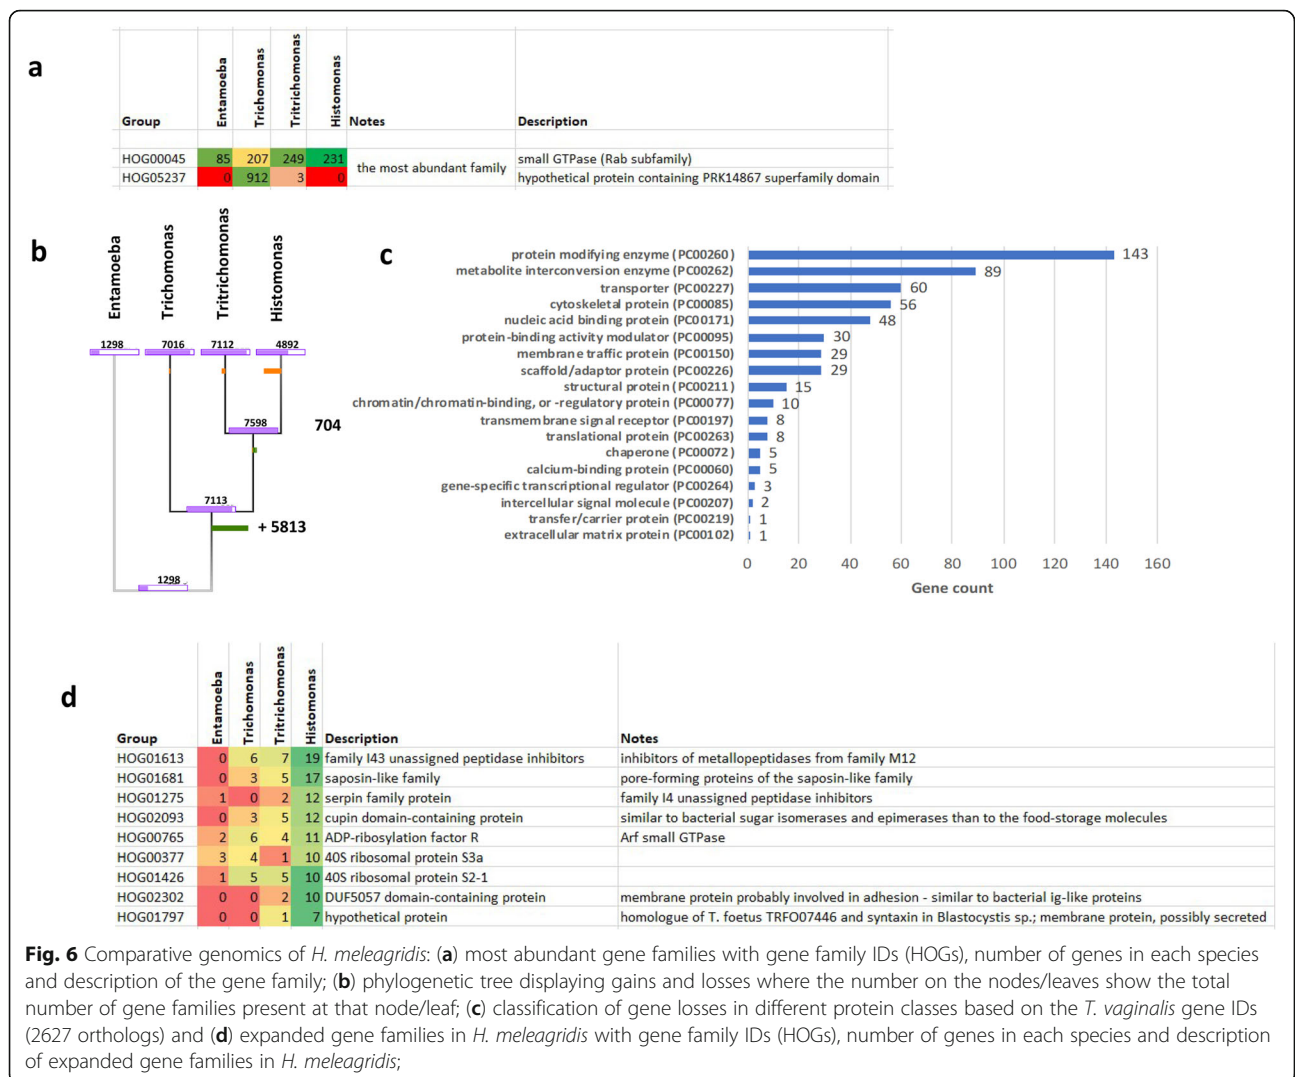 a
Entamoeba
Trichomonas
Tritrichomonas
Histomonas
Group Notes Description
HOG00045 85 207 249 231 small GTPase (Rab subfamily)
the most abundant family
HOG05237 0 912 3 0 hypothetical protein containing PRK14867 superfamily domain
b
Entamoeba
Trichomonas
Tritrichomonas
Histomonas
1298 7016 7112 4892
7598 704
7113
+ 5813
1298
c
protein modifying enzyme (PC00260) 143
metabolite interconversion enzyme (PC00262) 89
transporter (PC00227) 60
cytoskeletal protein (PC00085) 56
nucleic acid binding protein (PC00171) 48
protein-binding activity modulator (PC00095) 30
membrane traffic protein (PC00150) 29
scaffold/adaptor protein (PC00226) 29
structural protein (PC00211) 15
chromatin/chromatin-binding, or -regulatory protein (PC00077) 10
transmembrane signal receptor (PC00197) 8
translational protein (PC00263) 8
chaperone (PC00072) 5
calcium-binding protein (PC00060) 5
gene-specific transcriptional regulator (PC00264) 3
intercellular signal molecule (PC00207) 2
transfer/carrier protein (PC00219) 1
extracellular matrix protein (PC00102) 1
0 20 40 60 80 100 120 140 160
Gene count
d
Entamoeba
Trichomonas
Tritrichomonas
Histomonas
Group Description Notes
HOG01613 0 6 7 19 family I43 unassigned peptidase inhibitors inhibitors of metallopeptidases from family M12
HOG01681 0 3 5 17 saposin-like family pore-forming proteins of the saposin-like family
HOG01275 1 0 2 12 serpin family protein family I4 unassigned peptidase inhibitors
HOG02093 0 3 5 12 cupin domain-containing protein similar to bacterial sugar isomerases and epimerases than to the food-storage molecules
HOG00765 2 6 4 11 ADP-ribosylation factor R Arf small GTPase
HOG00377 3 4 1 10 40S ribosomal protein S3a
HOG01426 1 5 5 10 40S ribosomal protein S2-1
HOG02302 0 0 2 10 DUF5057 domain-containing protein membrane protein probably involved in adhesion - similar to bacterial ig-like proteins
HOG01797 0 0 1 7 hypothetical protein homologue of T. foetus TRFO07446 and syntaxin in Blastocystis sp.; membrane protein, possibly secreted
Fig. 6 Comparative genomics of H. meleagridis: (a) most abundant gene families with gene family IDs (HOGs), number of genes in each species
and description of the gene family; (b) phylogenetic tree displaying gains and losses where the number on the nodes/leaves show the total
number of gene families present at that node/leaf; (c) classification of gene losses in different protein classes based on the T. vaginalis gene IDs
(2627 orthologs) and (d) expanded gene families in H. meleagridis with gene family IDs (HOGs), number of genes in each species and description
of expanded gene families in H. meleagridis;